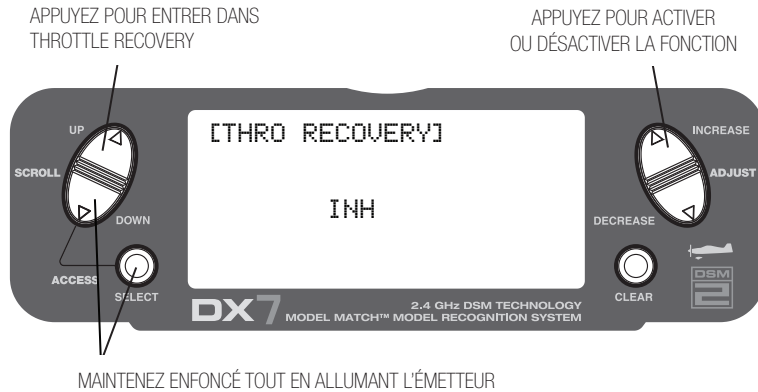 APPUYEZ POUR ENTRER DANS
THROTTLE RECOVERY
APPUYEZ POUR ACTIVER
OU DÉSACTIVER LA FONCTION
UP
SCROLL
DOWN
ACCESS
SELECT
[THRO RECOVERY]
INH
INCREASE
ADJUST
DECREASE
CLEAR
DSM
2
DX7
2.4 GHz DSM TECHNOLOGY
MODEL MATCH™ MODEL RECOGNITION SYSTEM
MAINTENEZ ENFONCÉ TOUT EN ALLUMANT L'ÉMETTEUR